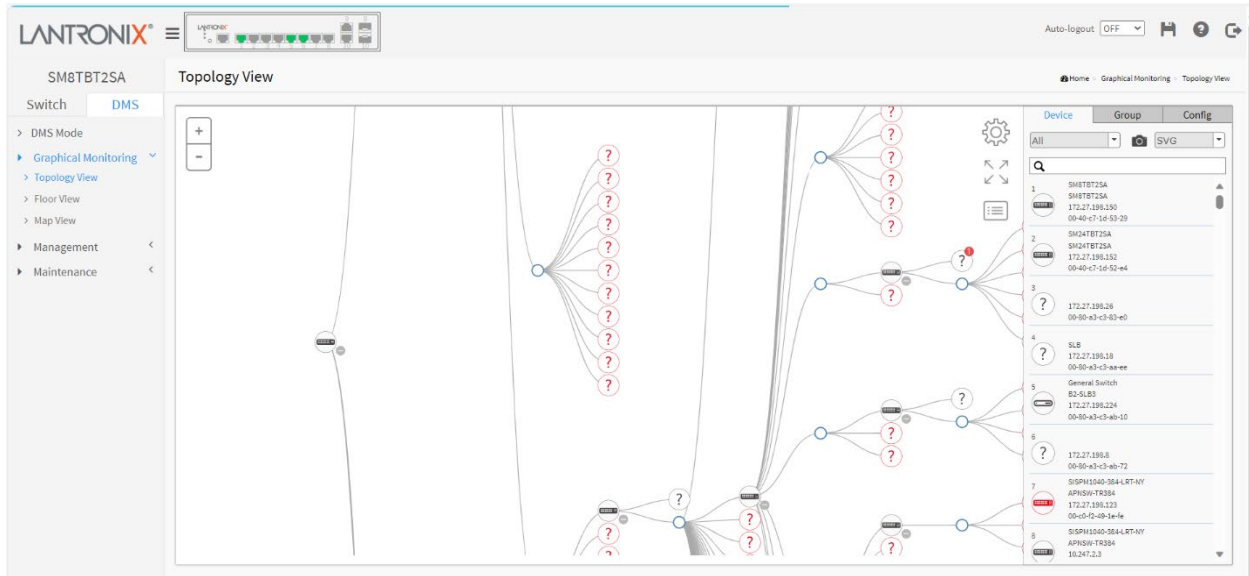 LANTRONIX®
LANTRONIX
Auto-logout OFF
SM8TBT2SA
Topology View
Home > Graphical Monitoring > Topology View
Switch DMS
> DMS Mode
Graphical Monitoring
> Topology View
> Floor View
> Map View
Management
Maintenance
+
-
Device Group Config
All SVG
1
SM8TBT2SA
SM8TBT2SA
172.27.198.150
00-40-c7-1d-53-29
2
SM24TBT2SA
SM24TBT2SA
172.27.198.152
00-40-c7-1d-52-e4
3
?
172.27.198.26
00-80-a3-c3-83-e0
4
?
SLB
172.27.198.18
00-80-a3-c3-aa-ee
5
General Switch
B2-SLB3
172.27.198.224
00-80-a3-c3-ab-10
6
?
172.27.198.8
00-80-a3-c3-ab-72
7
SISPM1040-384-LRT-NY
APNSW-TR384
172.27.198.123
00-c0-f2-49-1e-fe
8
SISPM1040-384-LRT-NY
APNSW-TR384
10.247.2.3